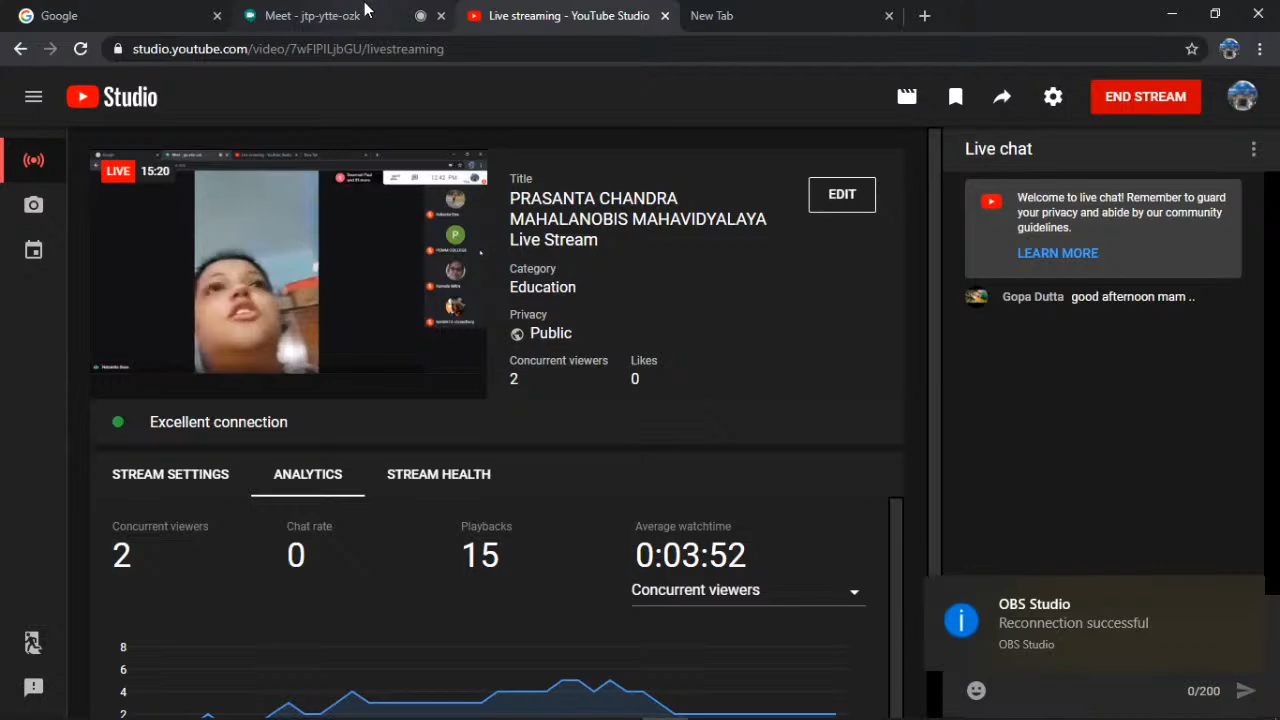 Google
Meet - jtp-ytte-ozk
Live streaming - YouTube Studio
New Tab
studio.youtube.com/video/7wFlPlLjbGU/livestreaming
Studio
END STREAM
LIVE 15:20
12:42 PM
Title
PRASANTA CHANDRA
MAHALANOBIS MAHAVIDYALAYA
Live Stream
EDIT
Category
Education
Privacy
Public
Concurrent viewers
Likes
2
0
Excellent connection
STREAM SETTINGS
ANALYTICS
STREAM HEALTH
Concurrent viewers
Chat rate
Playbacks
Average watchtime
2
0
15
0:03:52
Concurrent viewers
8
6
4
2
Live chat
Welcome to live chat! Remember to guard
your privacy and abide by our community
guidelines.
LEARN MORE
Gopa Dutta good afternoon mam ..
OBS Studio
Reconnection successful
OBS Studio
0/200